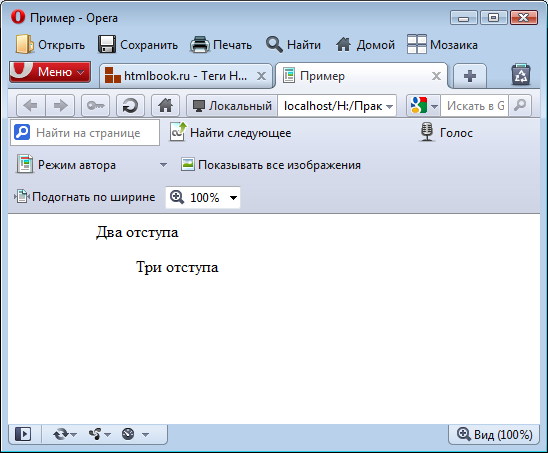 Пример - Opera
Открыть Сохранить Печать Найти Домой Мозаика
Меню htmlbook.ru - Теги H... Пример
Локальный localhost/H:/Прак Искать в G
Найти на странице Найти следующее Голос
Режим автора Показывать все изображения
Подогнать по ширине 100%
Два отступа
Три отступа
Вид (100%)